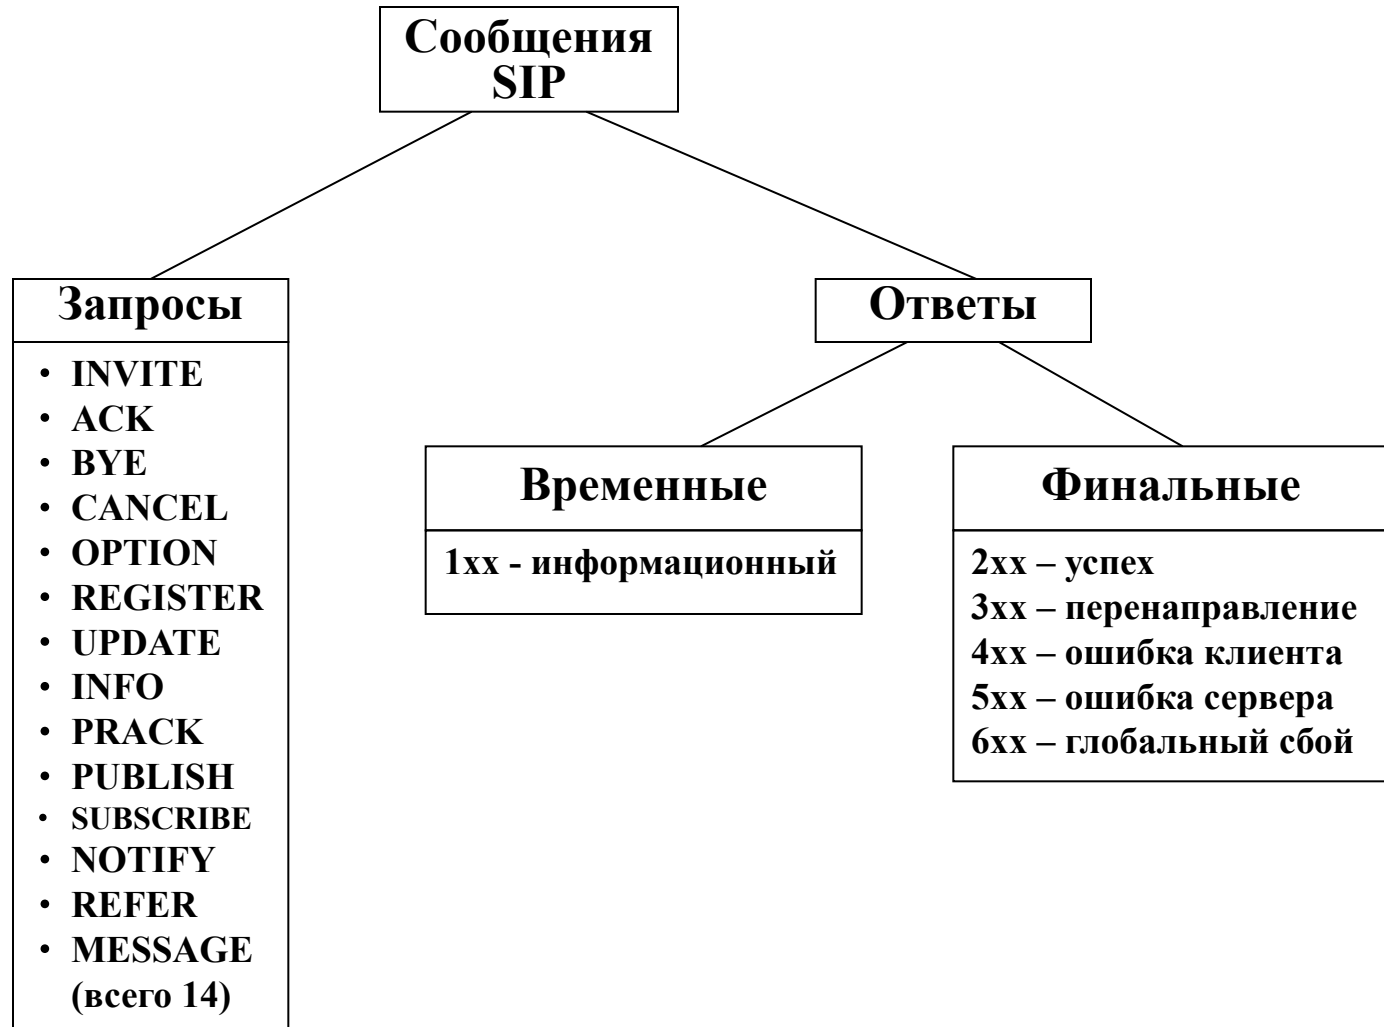 Сообщения
SIP
Запросы
• INVITE
• ACK
• BYE
• CANCEL
• OPTION
• REGISTER
• UPDATE
• INFO
• PRACK
• PUBLISH
• SUBSCRIBE
• NOTIFY
• REFER
• MESSAGE
(всего 14)
Ответы
Временные
1xx - информационный
Финальные
2xx – успех
3xx – перенаправление
4xx – ошибка клиента
5xx – ошибка сервера
6xx – глобальный сбой